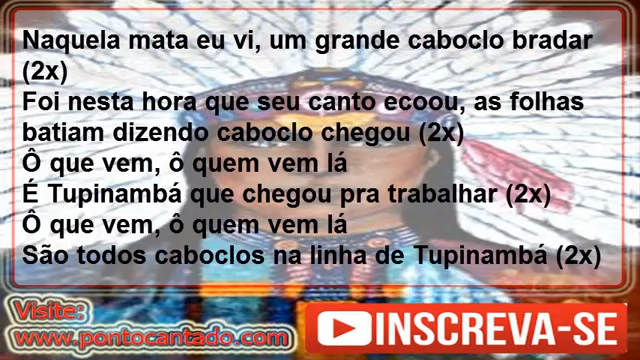 Naquela mata eu vi, um grande caboclo bradar
(2x)
Foi nesta hora que seu canto ecoou, as folhas
batiam dizendo caboclo chegou (2x)
Ô que vem, ô quem vem lá
É Tupinambá que chegou pra trabalhar (2x)
Ô que vem, ô quem vem lá
São todos caboclos na linha de Tupinambá (2x)
Visite:
www.pontocantado.com
INSCREVA-SE